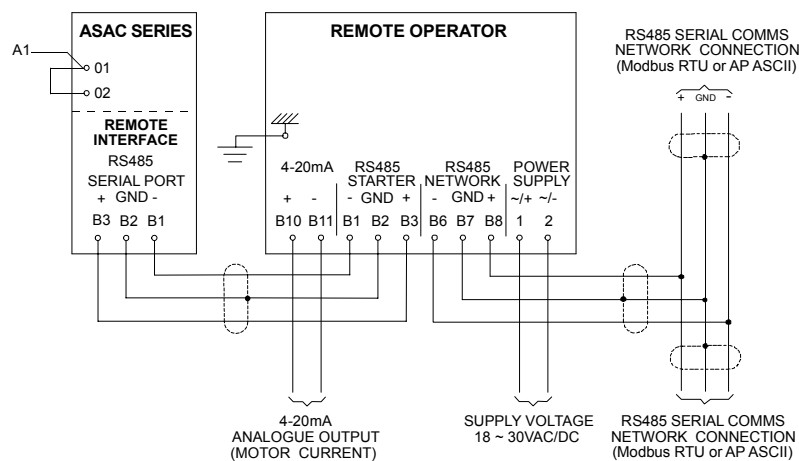 ASAC SERIES
A1
01
02
REMOTE
INTERFACE
RS485
SERIAL PORT
+ GND -
B3 B2 B1
REMOTE OPERATOR
4-20mA
+ -
B10 B11
RS485
STARTER
- GND +
B1 B2 B3
RS485
NETWORK
- GND +
B6 B7 B8
POWER
SUPPLY
~/+ ~/-
1 2
RS485 SERIAL COMMS
NETWORK CONNECTION
(Modbus RTU or AP ASCII)
+ GND -
4-20mA
ANALOGUE OUTPUT
(MOTOR CURRENT)
SUPPLY VOLTAGE
18 ~ 30VAC/DC
RS485 SERIAL COMMS
NETWORK CONNECTION
(Modbus RTU or AP ASCII)